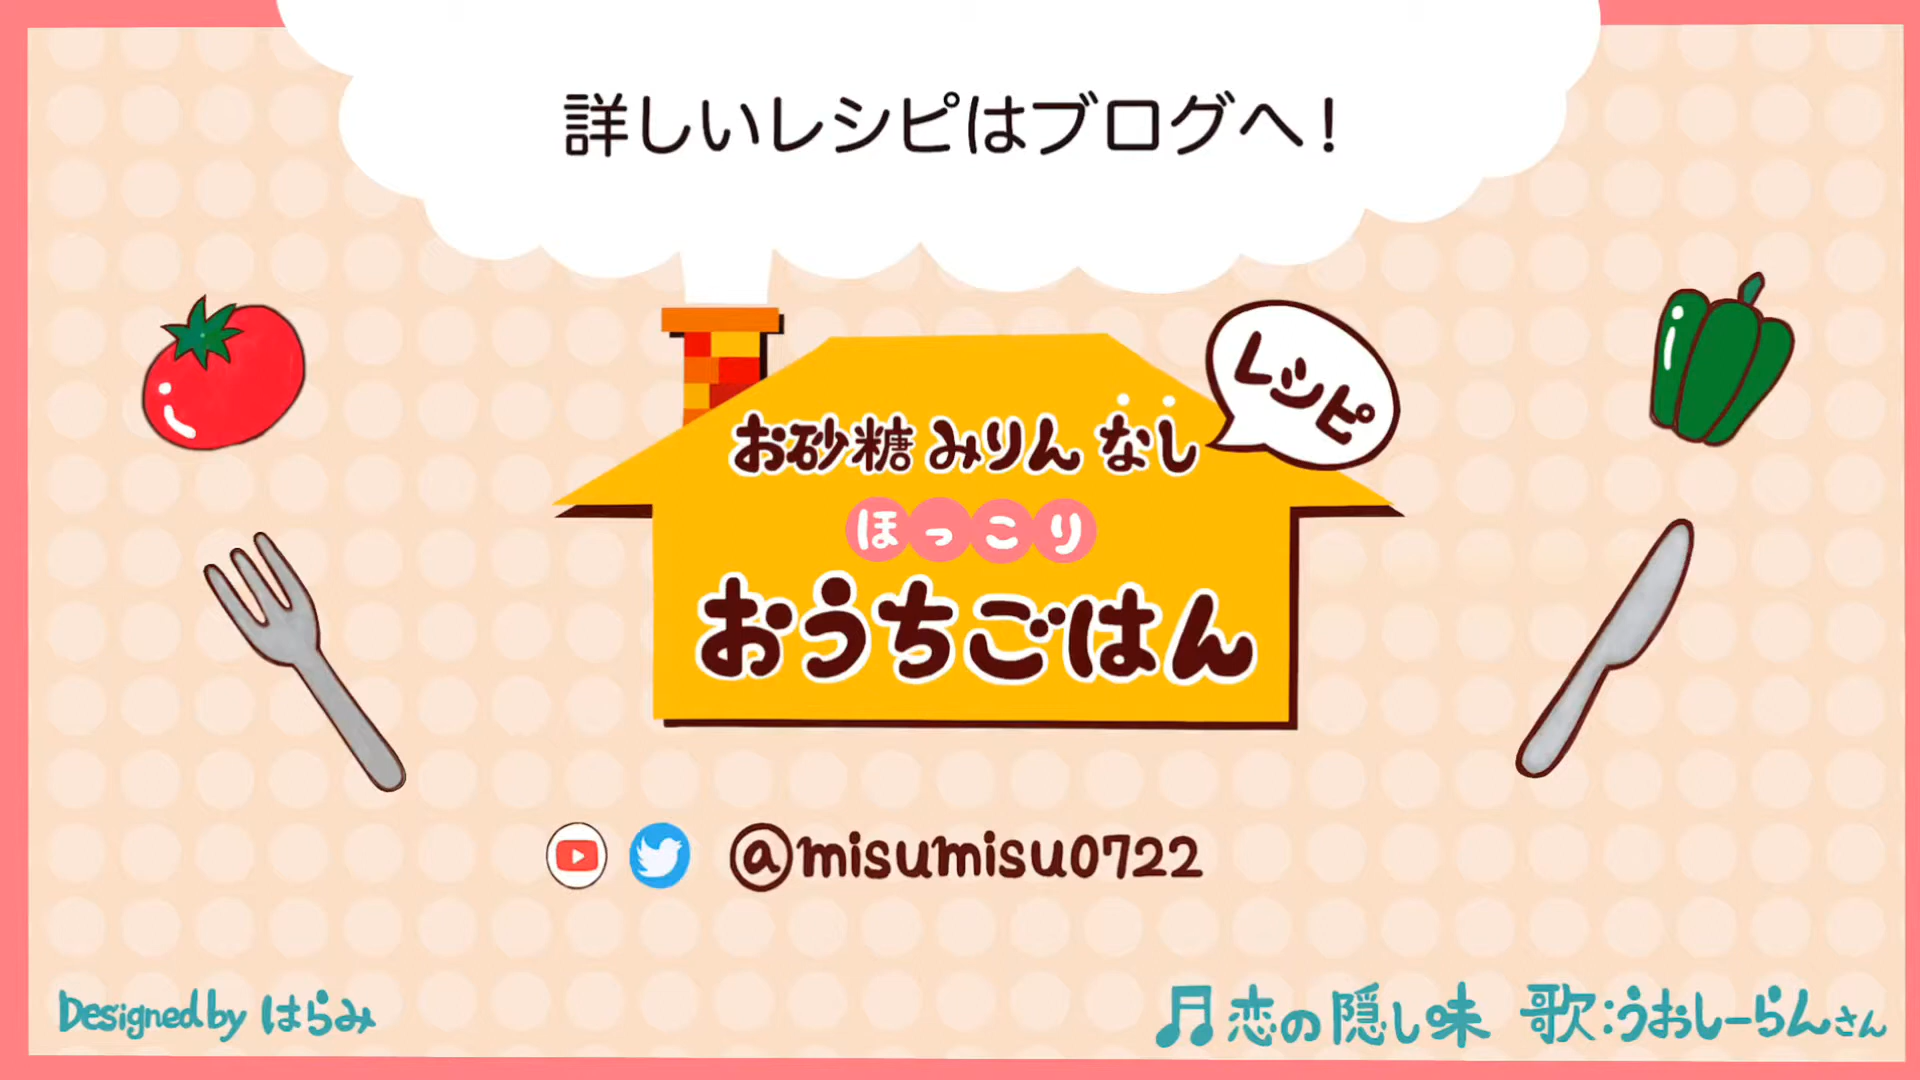 詳しいレシピはブログへ!
レシピ
お砂糖 みりん なし
ほっこり
おうちごはん
@misumisu0722
Designed by はらみ
♫恋の隠し味 歌:うおしーらんさん